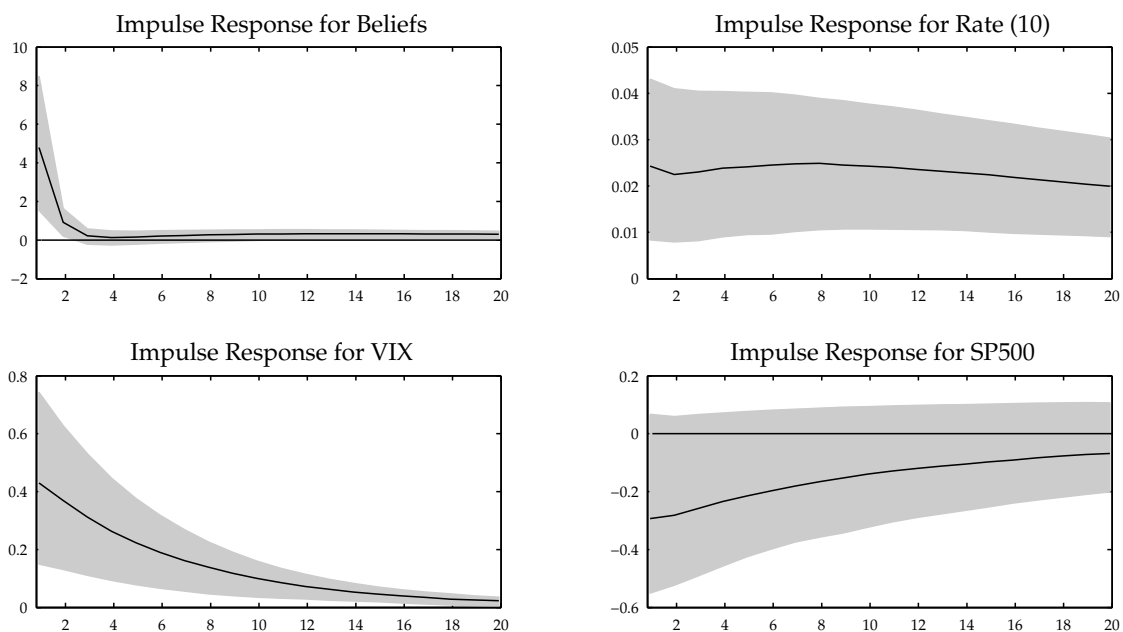 Impulse Response for Beliefs
10
8
6
4
2
0
−2
2 4 6 8 10 12 14 16 18 20
Impulse Response for Rate (10)
0.05
0.04
0.03
0.02
0.01
0
2 4 6 8 10 12 14 16 18 20
Impulse Response for VIX
0.8
0.6
0.4
0.2
0
2 4 6 8 10 12 14 16 18 20
Impulse Response for SP500
0.2
0
−0.2
−0.4
−0.6
2 4 6 8 10 12 14 16 18 20